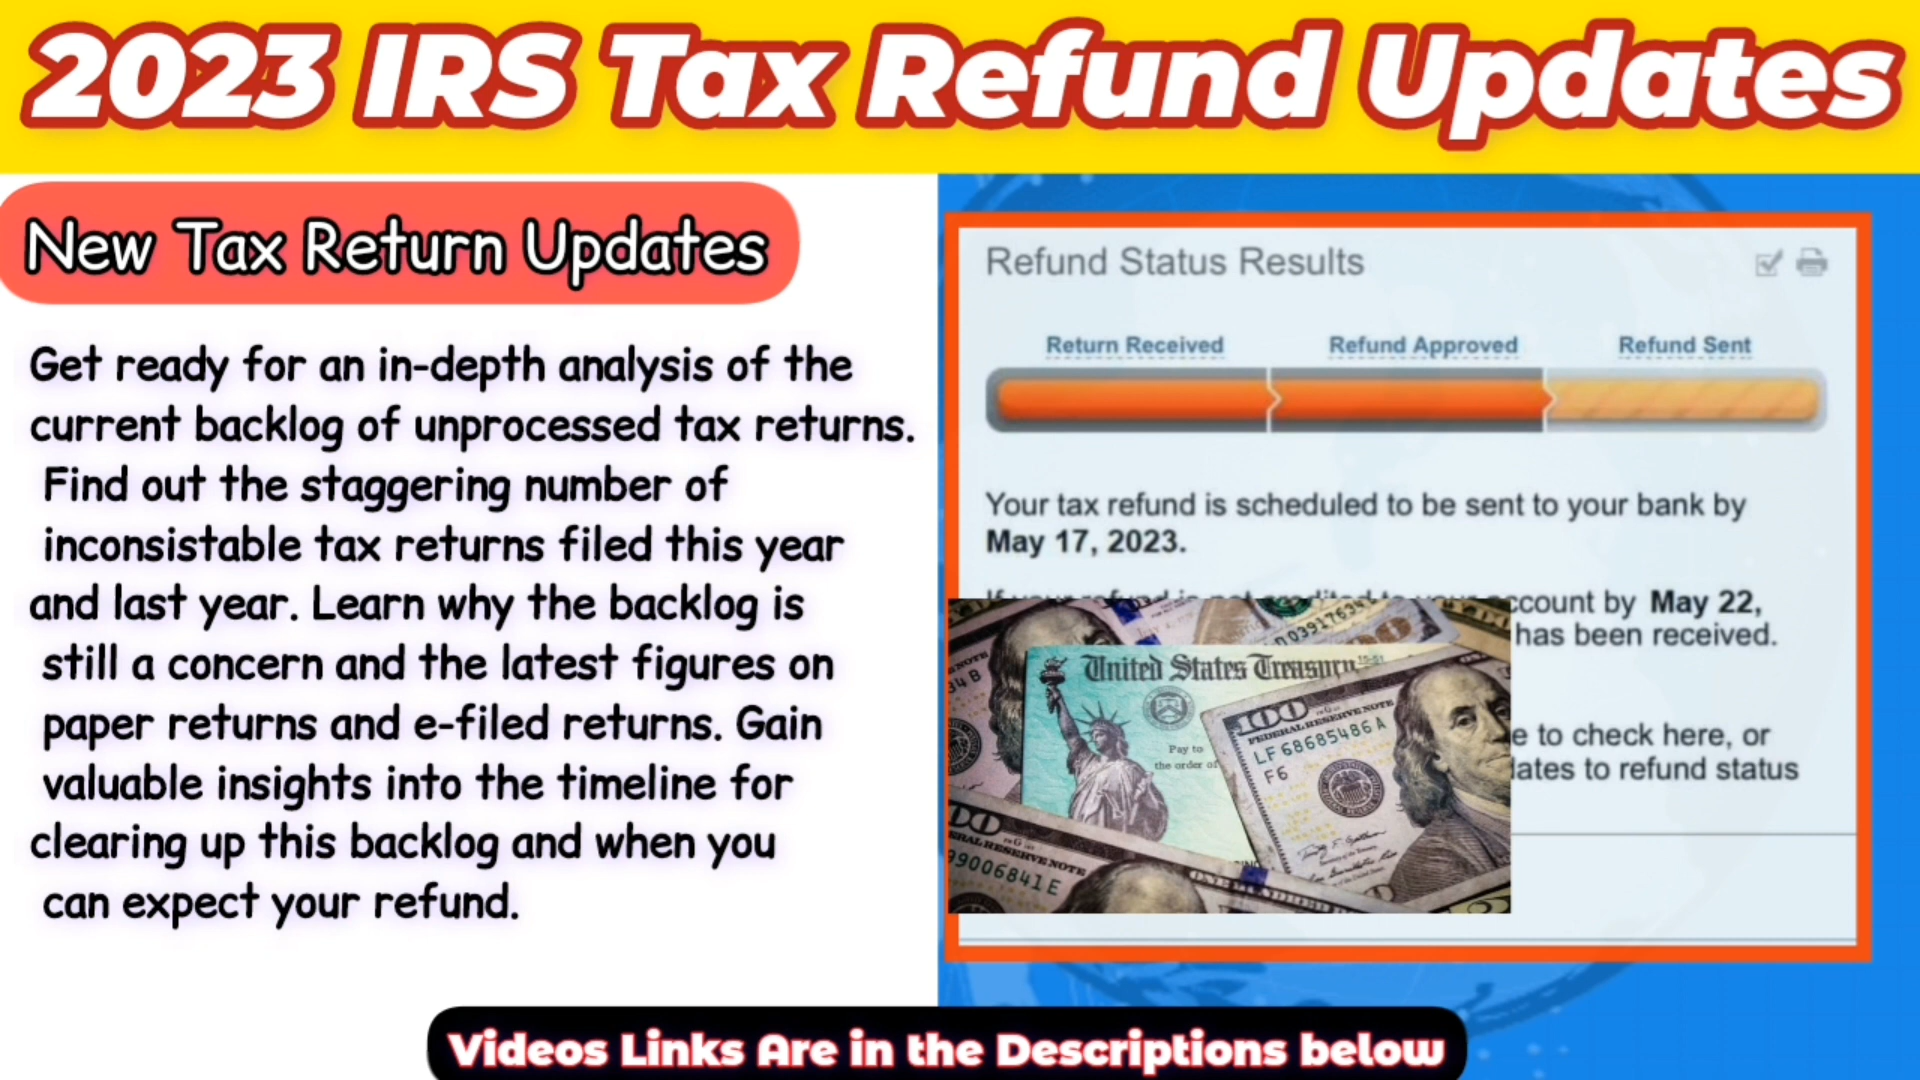 2023 IRS Tax Refund Updates
New Tax Return Updates
Get ready for an in-depth analysis of the
current backlog of unprocessed tax returns.
Find out the staggering number of
inconsistable tax returns filed this year
and last year. Learn why the backlog is
still a concern and the latest figures on
paper returns and e-filed returns. Gain
valuable insights into the timeline for
clearing up this backlog and when you
can expect your refund.
Refund Status Results
Return Received Refund Approved Refund Sent
Your tax refund is scheduled to be sent to your bank by
May 17, 2023.
account by May 22,
has been received.
e to check here, or
dates to refund status
United States Treasury
Pay to
the order of
100
FEDERAL RESERVE NOTE
LF 68685486 A
F6
Videos Links Are in the Descriptions below